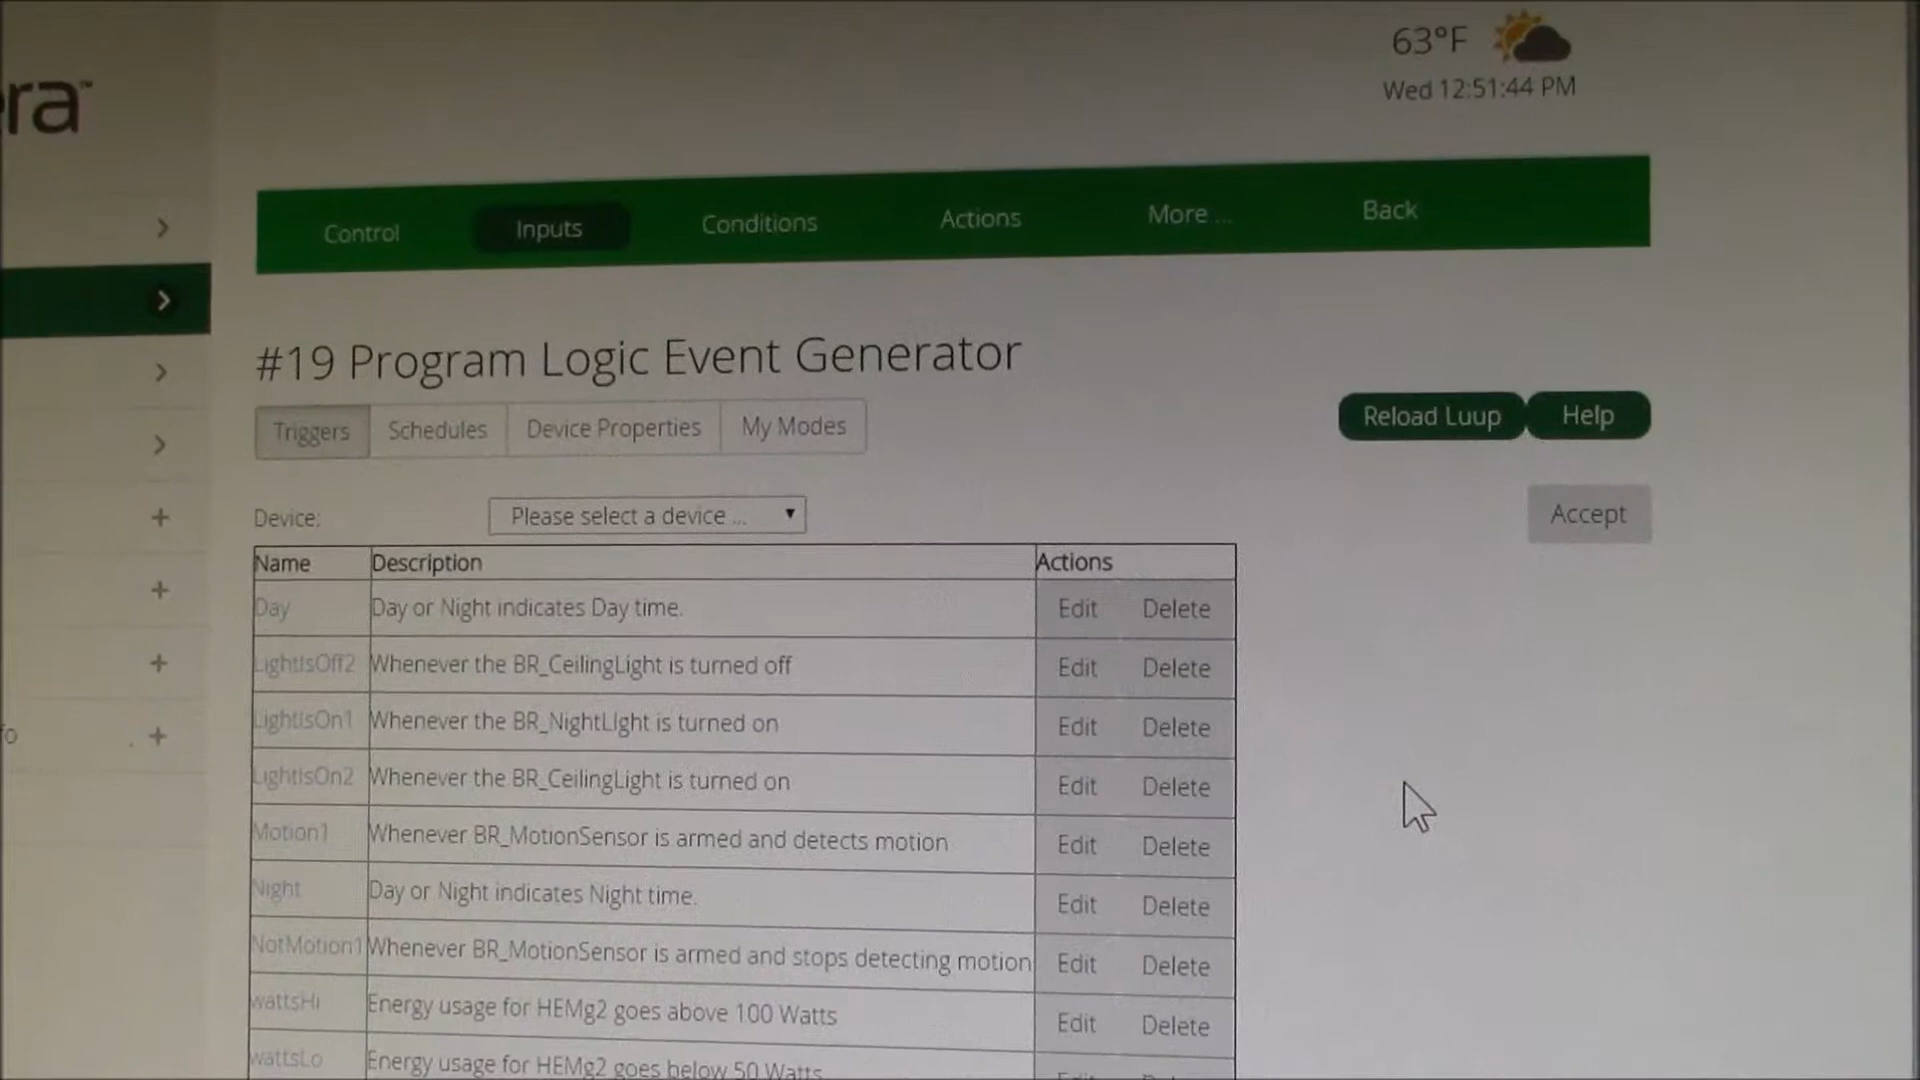 63°F
Wed 12:51:44 PM
era™
Control Inputs Conditions Actions More ... Back
#19 Program Logic Event Generator
Triggers Schedules Device Properties My Modes
Reload Luup Help
Device: Please select a device ... Accept
Name Description Actions
Day Day or Night indicates Day time. Edit Delete
LightIsOff2 Whenever the BR_CeilingLight is turned off Edit Delete
LightIsOn1 Whenever the BR_NightLIght is turned on Edit Delete
LightIsOn2 Whenever the BR_CeilingLight is turned on Edit Delete
Motion1 Whenever BR_MotionSensor is armed and detects motion Edit Delete
Night Day or Night indicates Night time. Edit Delete
NotMotion1 Whenever BR_MotionSensor is armed and stops detecting motion Edit Delete
wattsHi Energy usage for HEMg2 goes above 100 Watts Edit Delete
wattsLo Energy usage for HEMg2 goes below 50 Watts